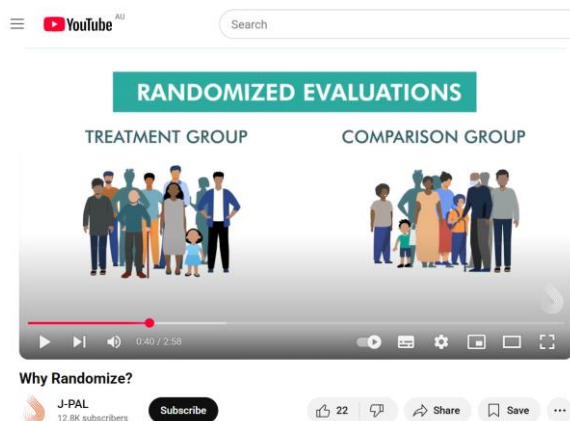 YouTube AU
Search
RANDOMIZED EVALUATIONS
TREATMENT GROUP
COMPARISON GROUP
0:40 / 2:58
Why Randomize?
J-PAL
12.8K subscribers
Subscribe
22
Share
Save